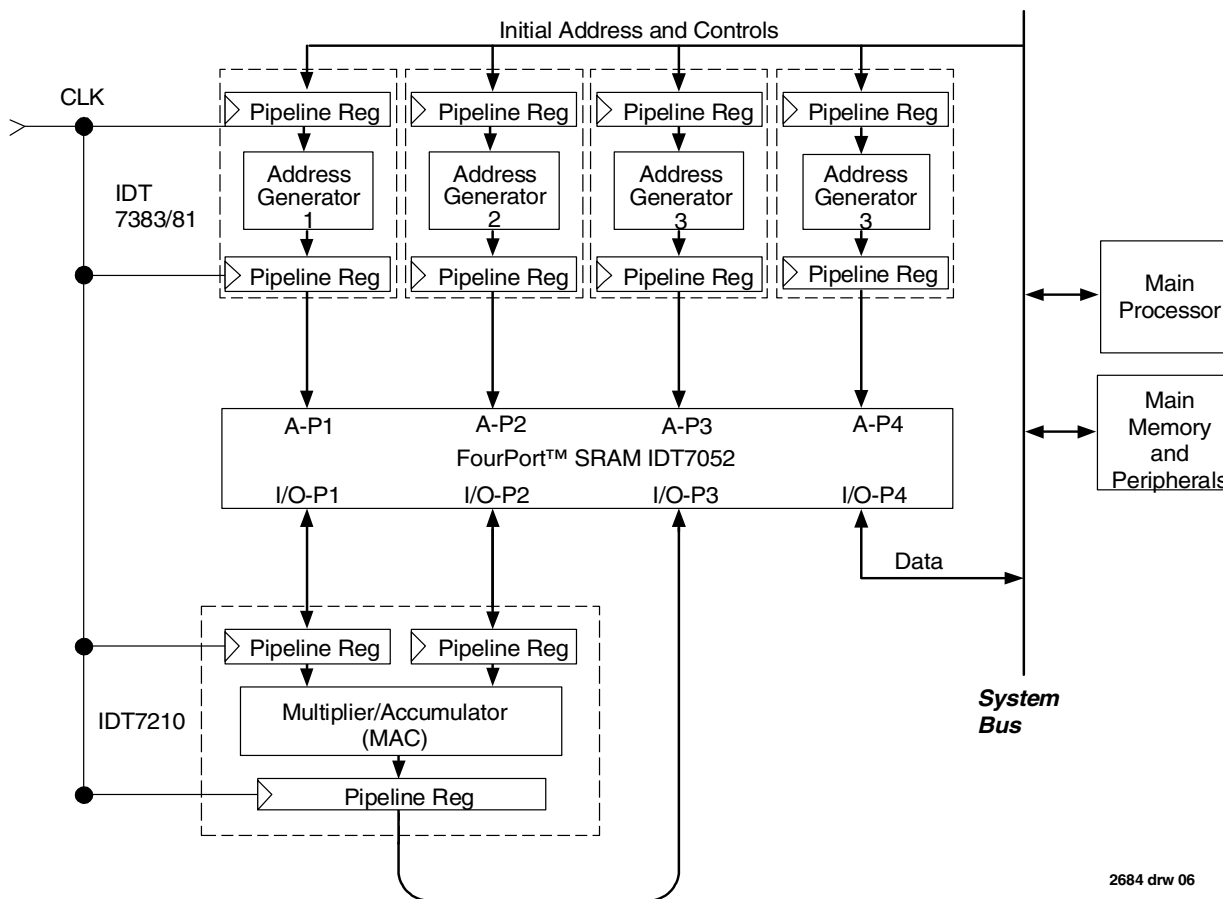 Initial Address and Controls
CLK
Pipeline Reg
Pipeline Reg
Pipeline Reg
Pipeline Reg
IDT
7383/81
Address
Generator
1
Address
Generator
2
Address
Generator
3
Address
Generator
3
Pipeline Reg
Pipeline Reg
Pipeline Reg
Pipeline Reg
Main
Processor
Main
Memory
and
Peripherals
A-P1
A-P2
A-P3
A-P4
FourPort™ SRAM IDT7052
I/O-P1
I/O-P2
I/O-P3
I/O-P4
Data
Pipeline Reg
Pipeline Reg
IDT7210
Multiplier/Accumulator
(MAC)
Pipeline Reg
System
Bus
2684 drw 06